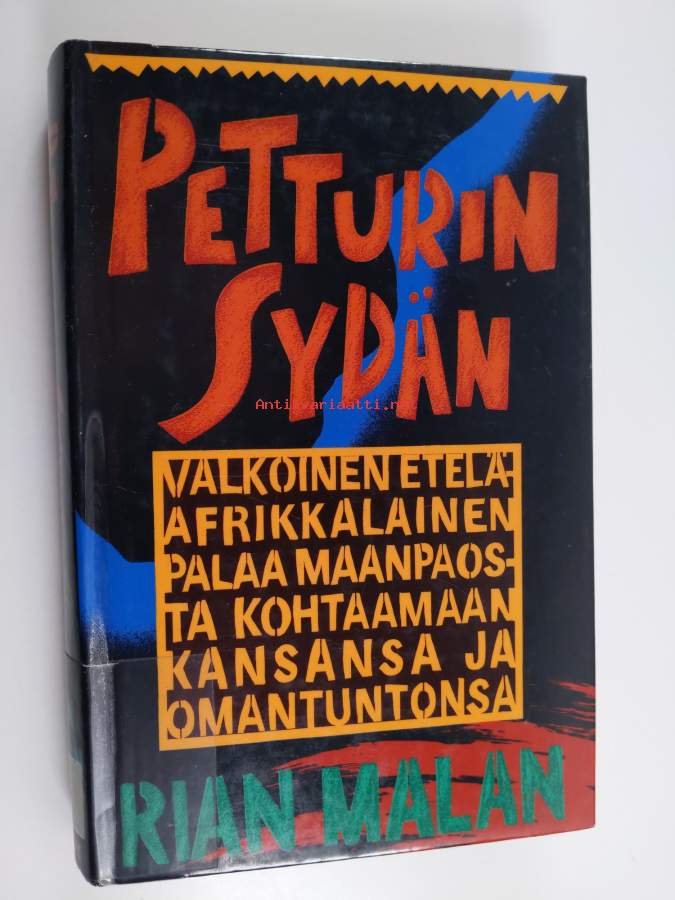 PETTURIN
SYDÄN
Antikvariaatti.net
VALKOINEN ETELÄ-
AFRIKKALAINEN
PALAA MAANPAOS-
TA KOHTAAMAAN
KANSANSA JA
OMANTUNTONSA
RIAN MALAN